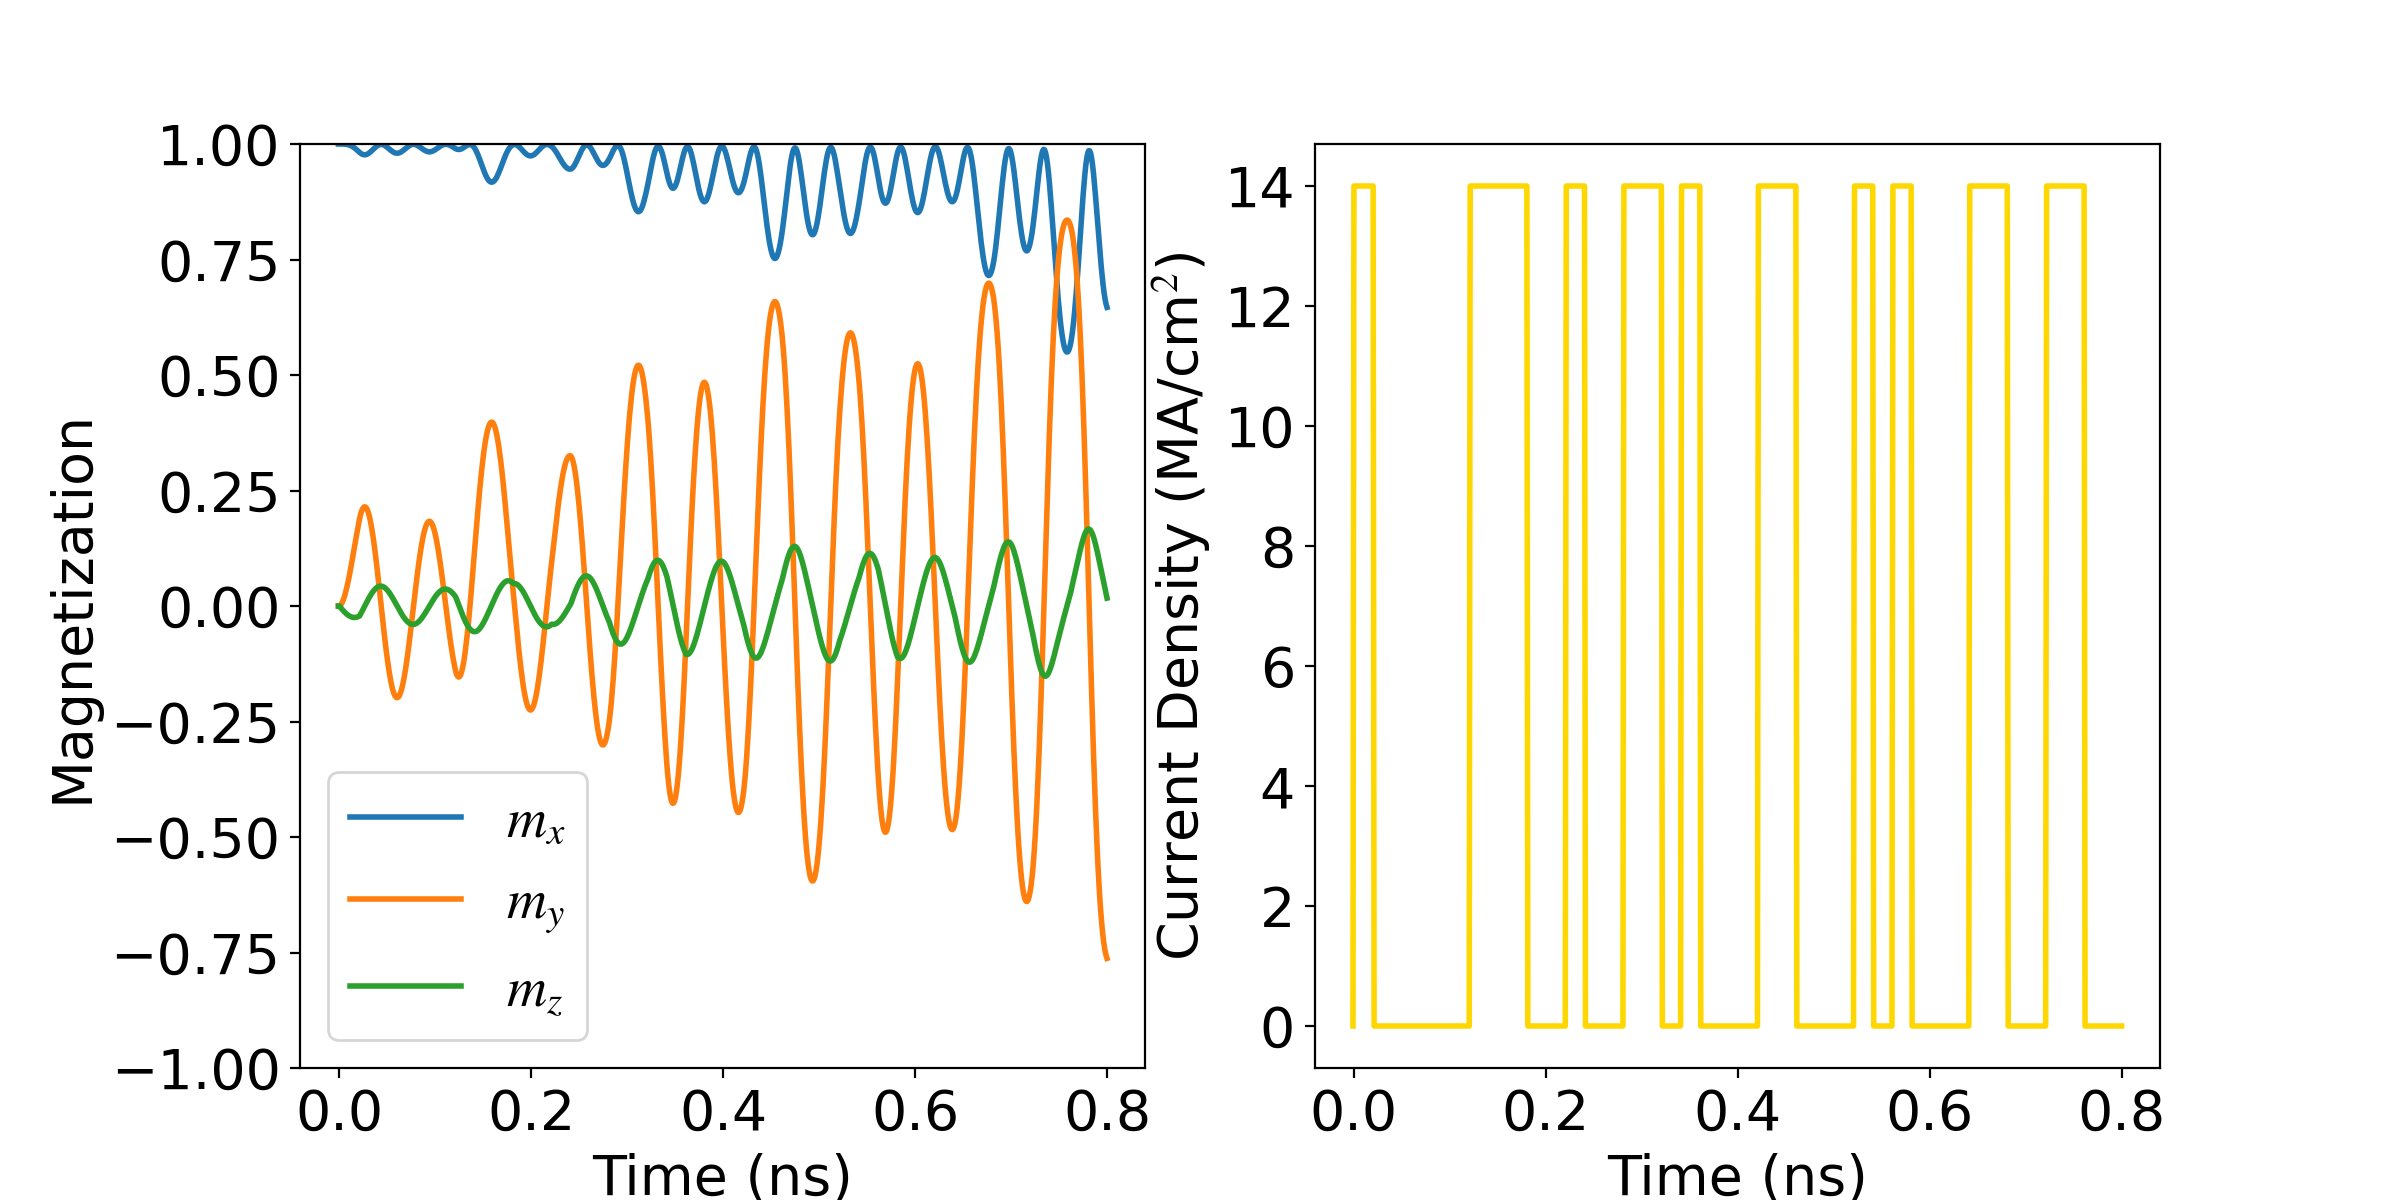 Magnetization
1.00
0.75
0.50
0.25
0.00
−0.25
−0.50
−0.75
−1.00
m_x
m_y
m_z
0.0 0.2 0.4 0.6 0.8
Time (ns)
Current Density (MA/cm²)
14
12
10
8
6
4
2
0
0.0 0.2 0.4 0.6 0.8
Time (ns)